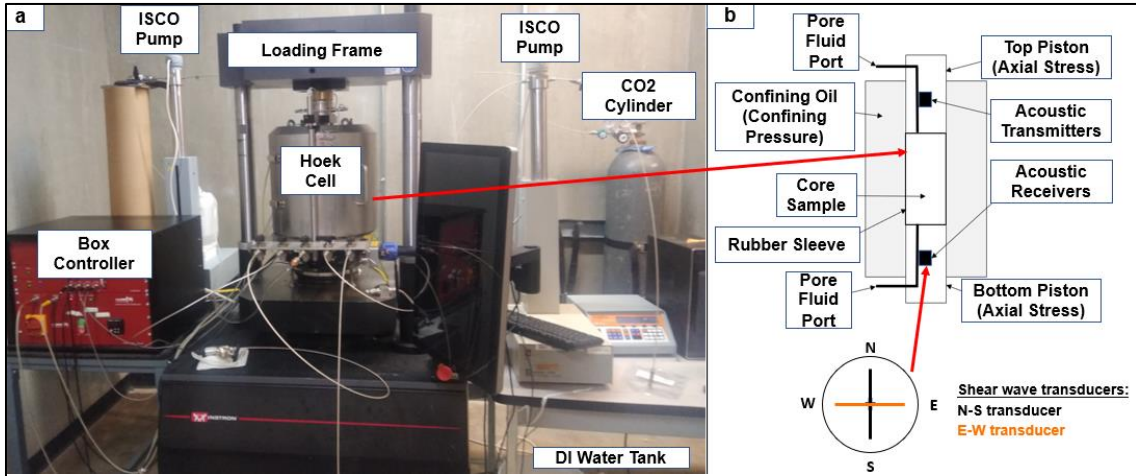 a
ISCO
Pump
Loading Frame
ISCO
Pump
CO2
Cylinder
Hoek
Cell
Box
Controller
INSTRON
DI Water Tank
b
Pore
Fluid
Port
Top Piston
(Axial Stress)
Confining Oil
(Confining
Pressure)
Acoustic
Transmitters
Core
Sample
Acoustic
Receivers
Rubber Sleeve
Pore
Fluid
Port
Bottom Piston
(Axial Stress)
N
W
E
S
Shear wave transducers:
N-S transducer
E-W transducer